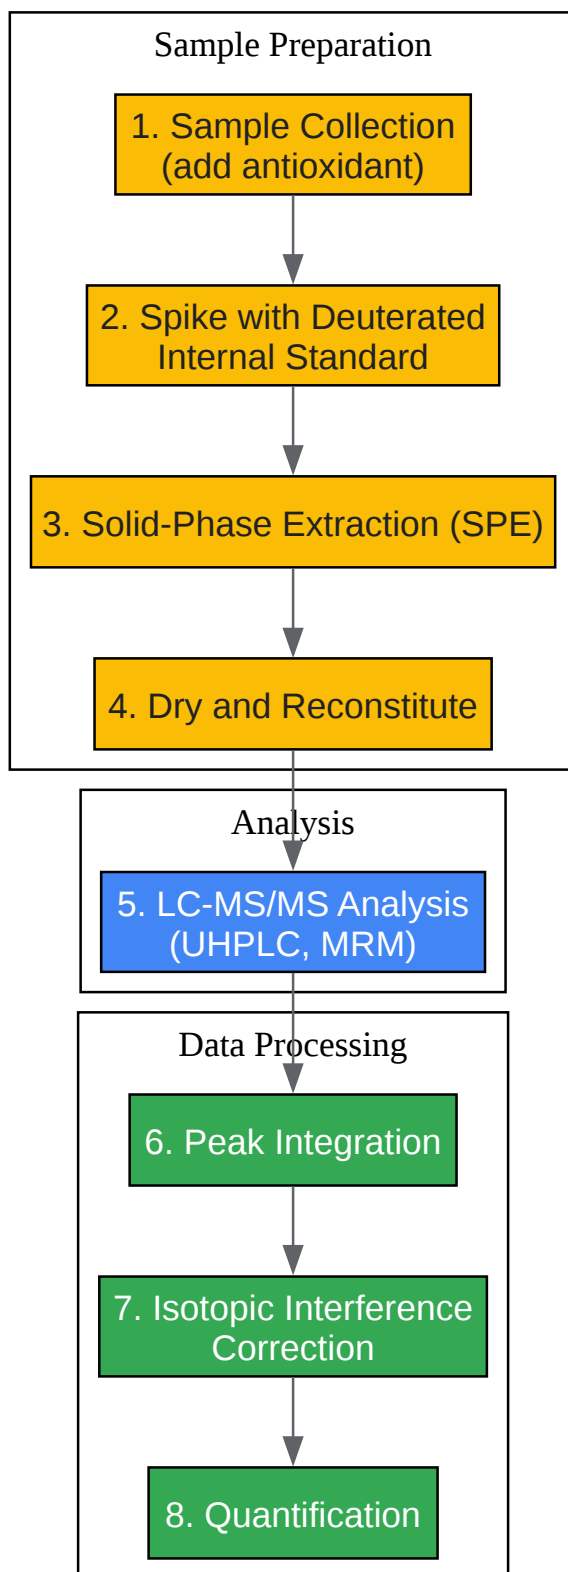 Sample Preparation
1. Sample Collection
(add antioxidant)
2. Spike with Deuterated
Internal Standard
3. Solid-Phase Extraction (SPE)
4. Dry and Reconstitute
Analysis
5. LC-MS/MS Analysis
(UHPLC, MRM)
Data Processing
6. Peak Integration
7. Isotopic Interference
Correction
8. Quantification